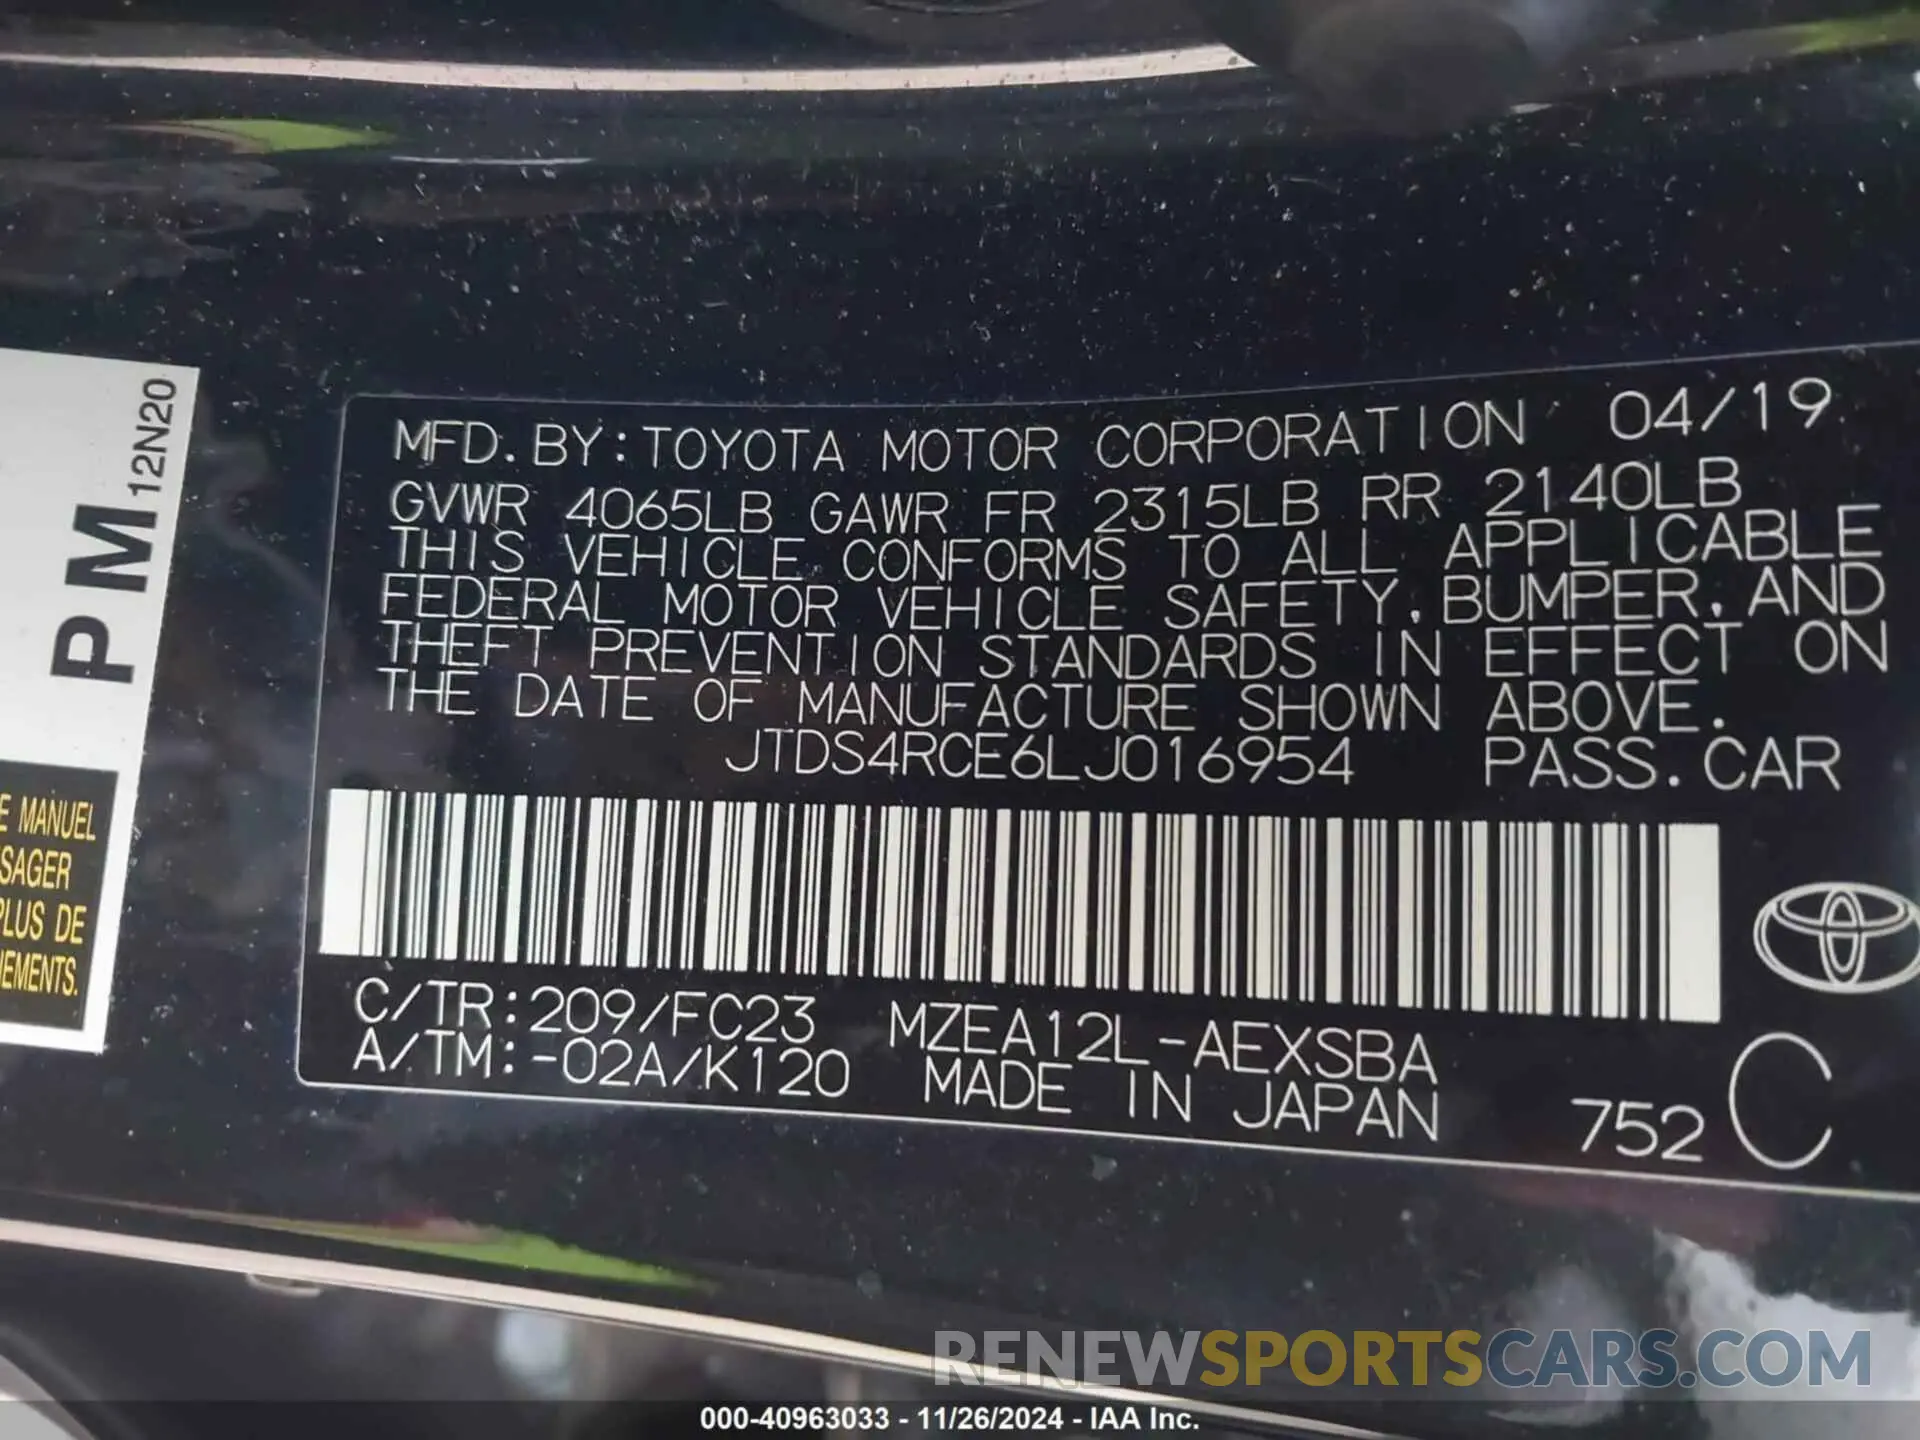 PM 12N20
E MANUEL
SAGER
PLUS DE
EMENTS.
MFD. BY: TOYOTA MOTOR CORPORATION 04/19
GVWR 4065LB GAWR FR 2315LB RR 2140LB
THIS VEHICLE CONFORMS TO ALL APPLICABLE
FEDERAL MOTOR VEHICLE SAFETY, BUMPER, AND
THEFT PREVENTION STANDARDS IN EFFECT ON
THE DATE OF MANUFACTURE SHOWN ABOVE.
JTDS4RCE6LJ016954 PASS. CAR
C/TR: 209/FC23 MZEA12L-AEXSBA
A/TM: -02A/K120 MADE IN JAPAN 752 C
RENEWSPORTSCARS.COM
000-40963033 - 11/26/2024 - IAA Inc.